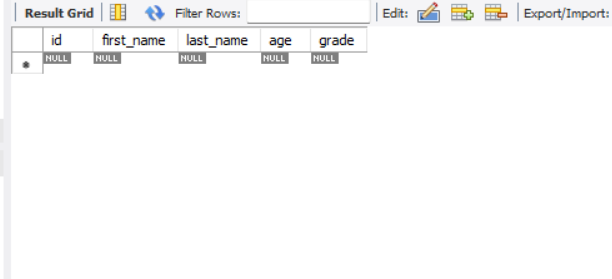 Result Grid Filter Rows: Edit: Export/Import:
id first_name last_name age grade
NULL NULL NULL NULL NULL